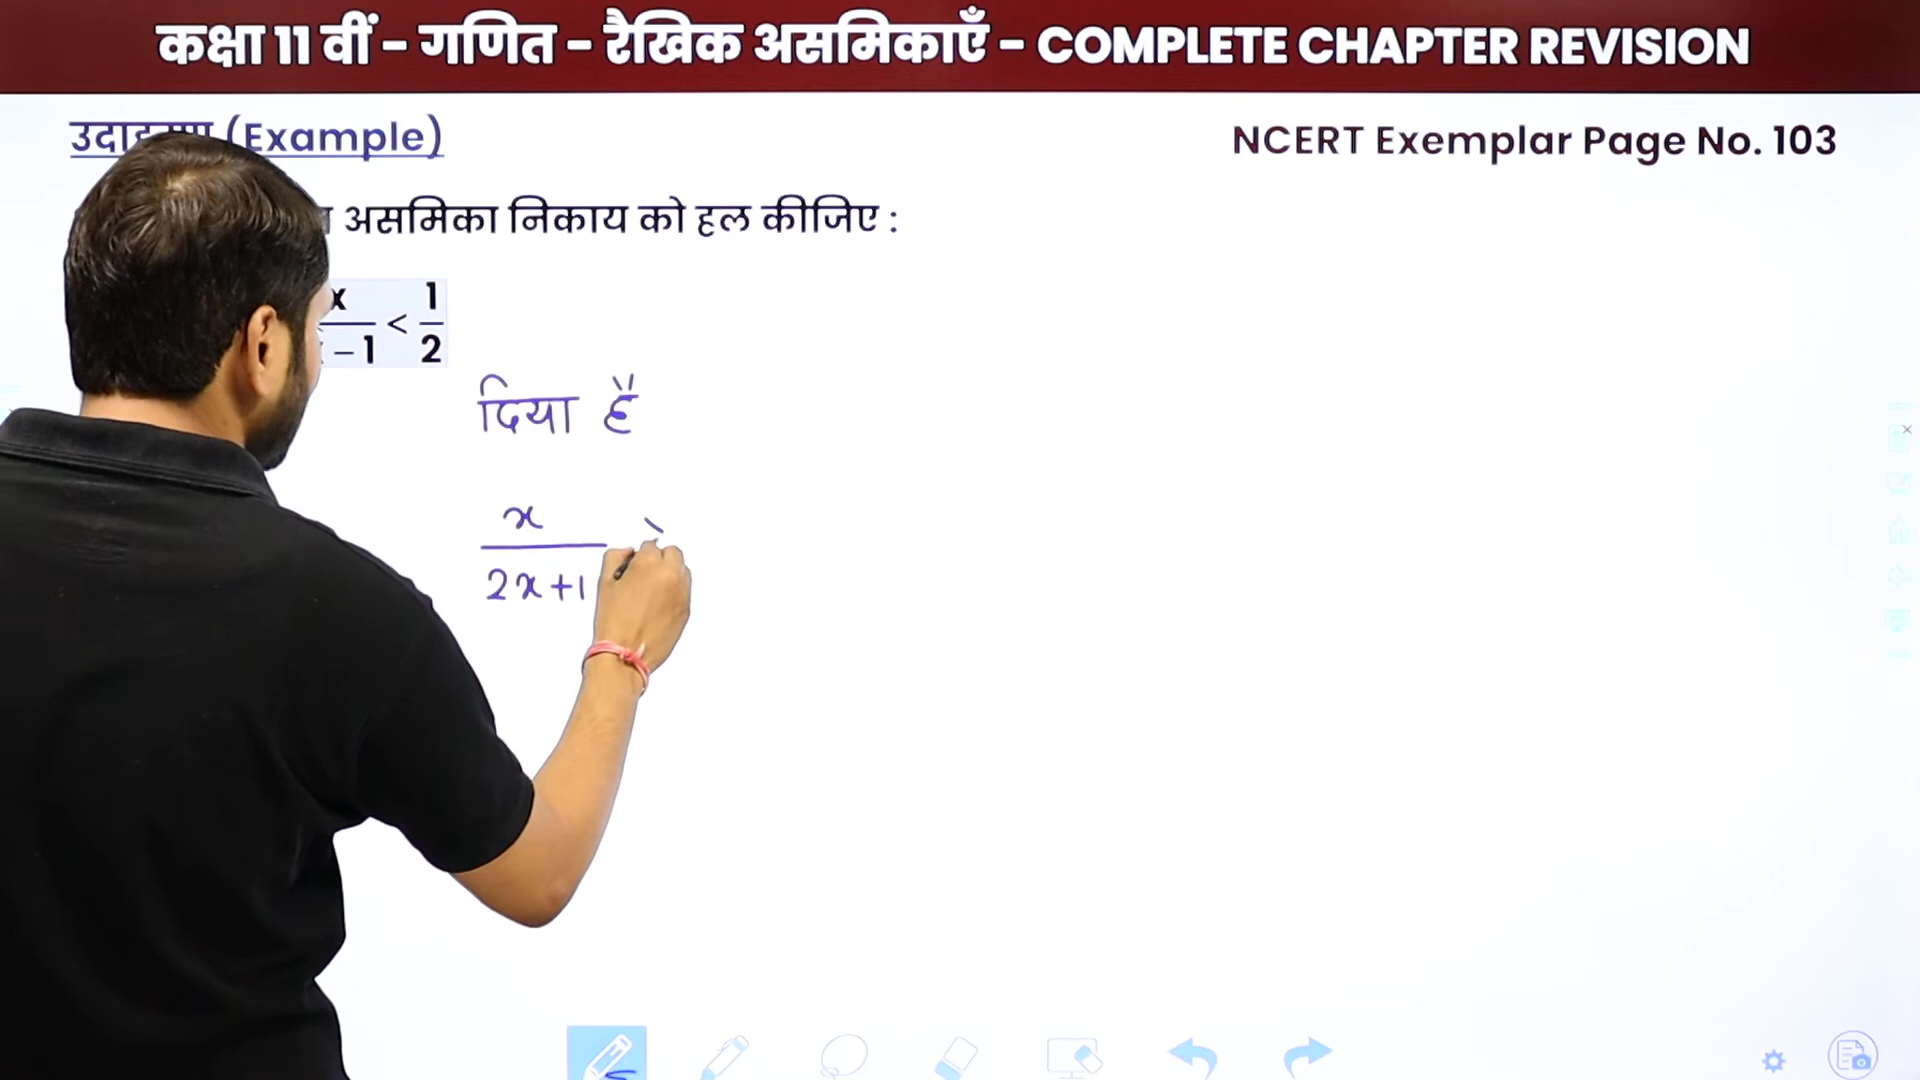 कक्षा 11 वीं – गणित – रैखिक असमिकाएँ – COMPLETE CHAPTER REVISION
(Example)
NCERT Exemplar Page No. 103
असमिका निकाय को हल कीजिए :
x
– 1 < 1/2
दिया है
x
2x+1